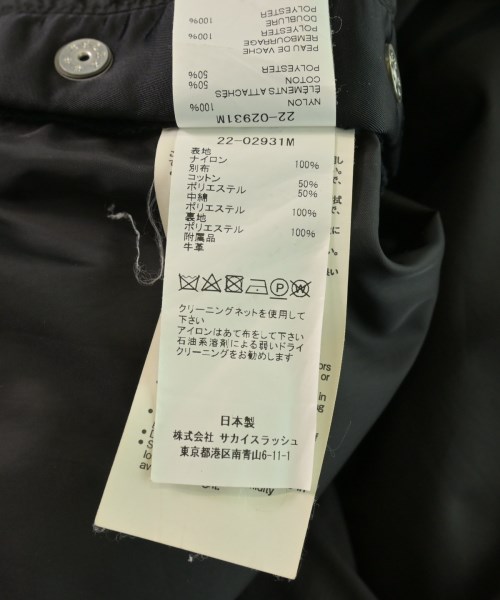 22-02931M
100%
NYLON
ÉLÉMENTS ATTACHÉS
50%
COTON
50%
POLYESTER
PEAU DE VACHE
REMBOURRAGE
100%
POLYESTER
DOUBLURE
100%
POLYESTER
22-02931M
表地
ナイロン 100%
別布
コットン 50%
ポリエステル 50%
中綿
ポリエステル 100%
裏地
ポリエステル 100%
附属品
牛革
クリーニングネットを使用して
下さい
アイロンはあて布をして下さい
石油系溶剤による弱いドライ
クリーニングをお勧めします
日本製
株式会社 サカイスラッシュ
東京都港区南青山6-11-1
or
in